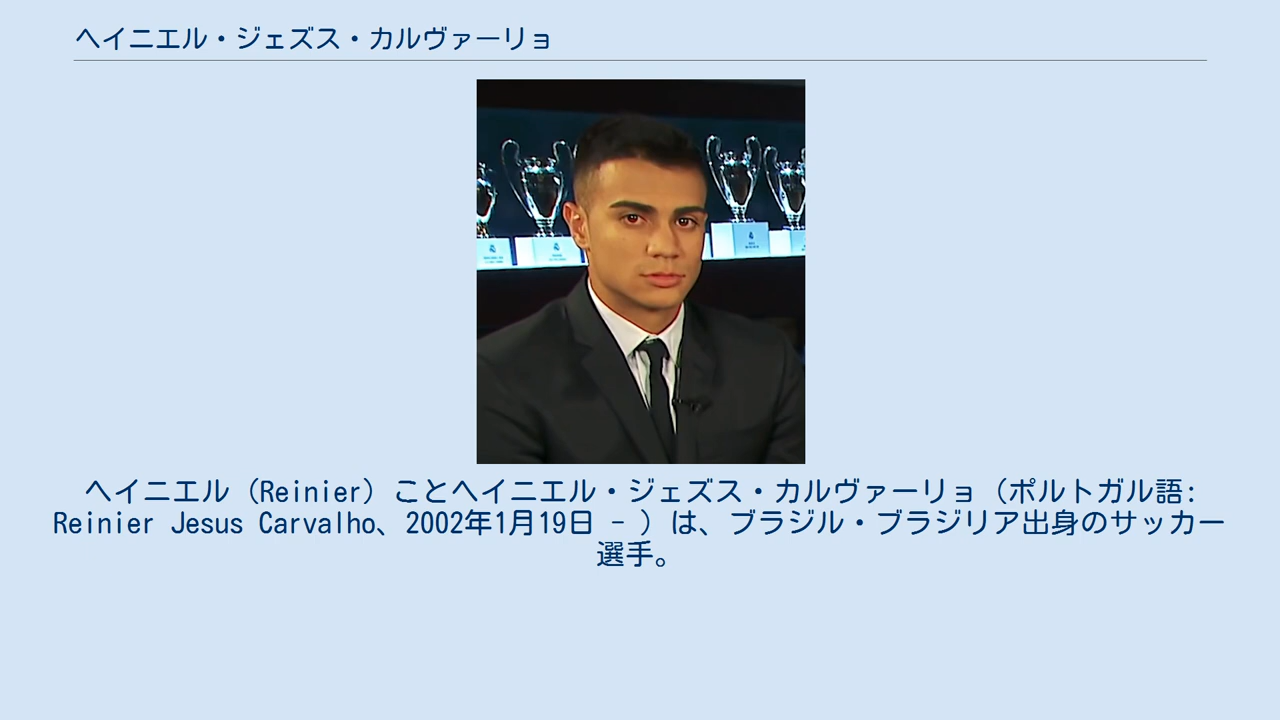 ヘイニエル・ジェズス・カルヴァーリョ
ヘイニエル（Reinier）ことヘイニエル・ジェズス・カルヴァーリョ（ポルトガル語:
Reinier Jesus Carvalho、2002年1月19日 - ）は、ブラジル・ブラジリア出身のサッカー
選手。